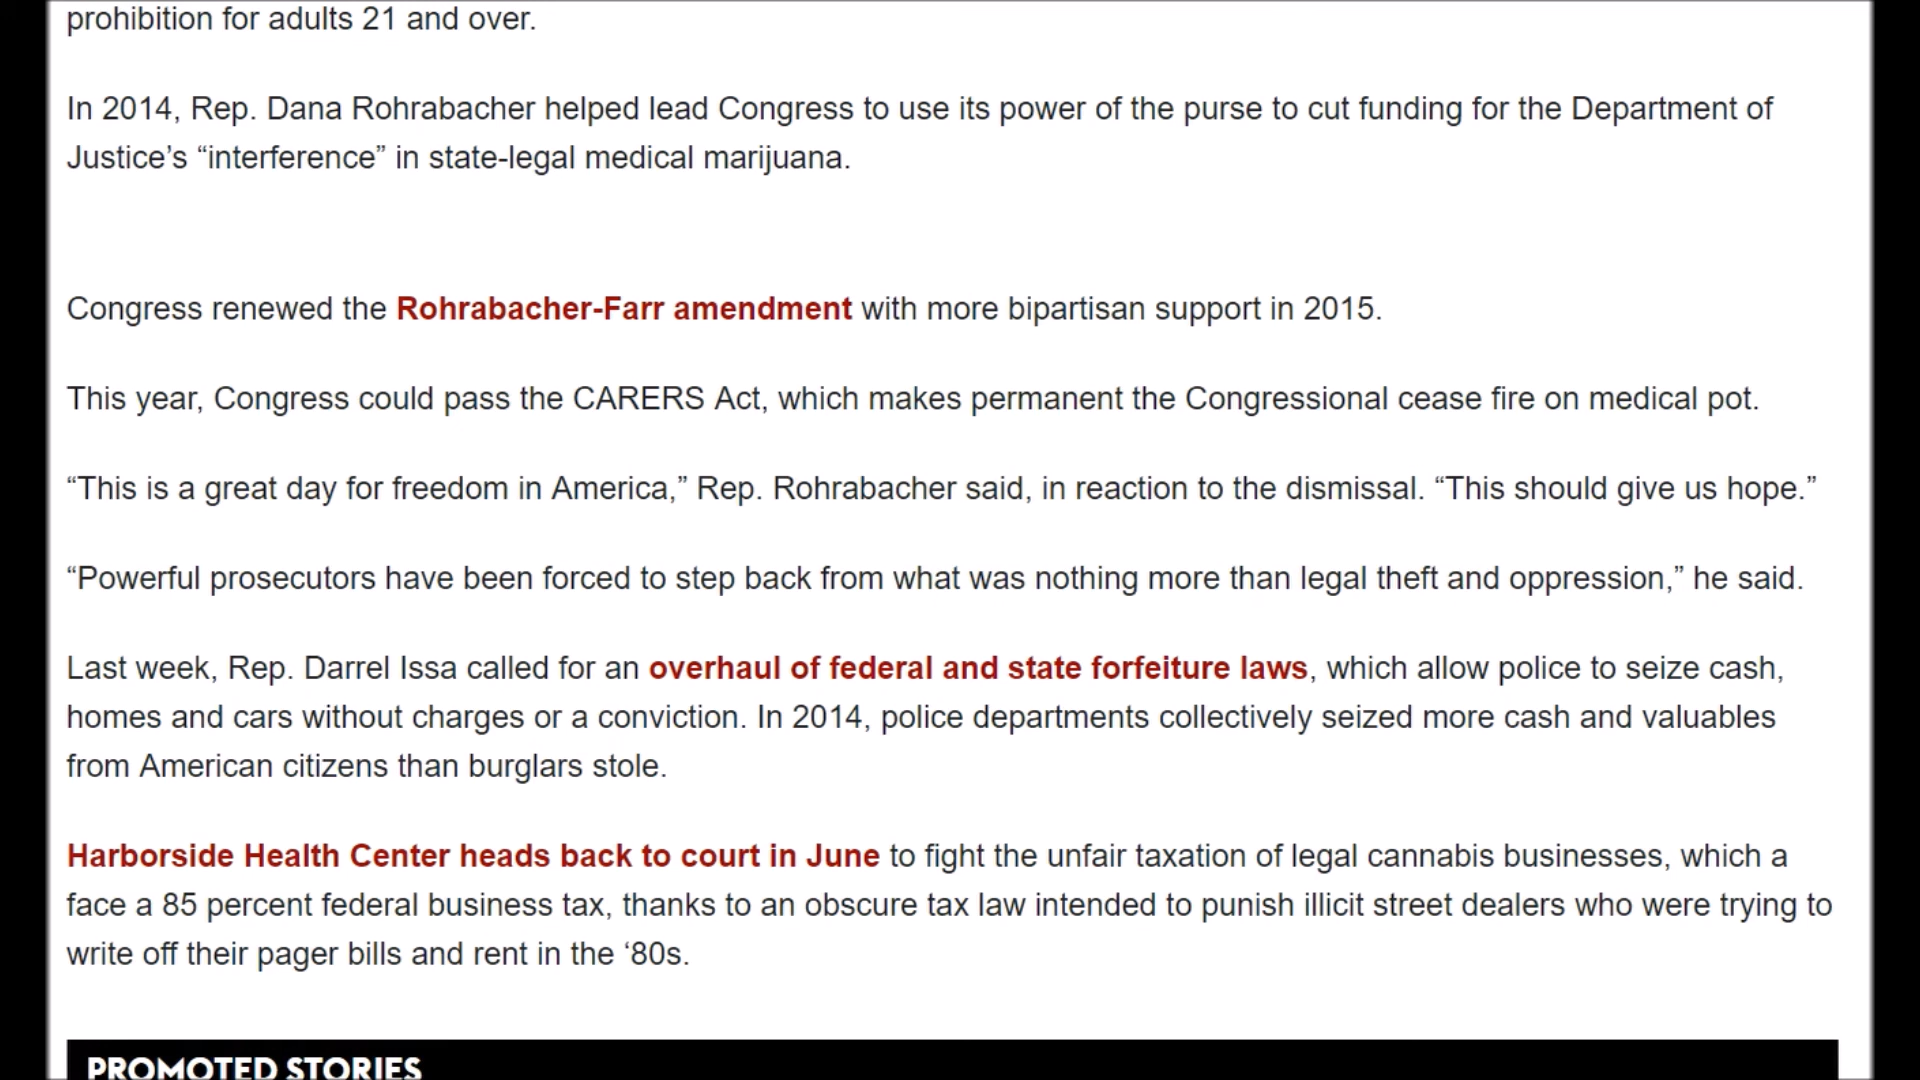 prohibition for adults 21 and over.
In 2014, Rep. Dana Rohrabacher helped lead Congress to use its power of the purse to cut funding for the Department of
Justice’s “interference” in state-legal medical marijuana.
Congress renewed the Rohrabacher-Farr amendment with more bipartisan support in 2015.
This year, Congress could pass the CARERS Act, which makes permanent the Congressional cease fire on medical pot.
“This is a great day for freedom in America,” Rep. Rohrabacher said, in reaction to the dismissal. “This should give us hope.”
“Powerful prosecutors have been forced to step back from what was nothing more than legal theft and oppression,” he said.
Last week, Rep. Darrel Issa called for an overhaul of federal and state forfeiture laws, which allow police to seize cash,
homes and cars without charges or a conviction. In 2014, police departments collectively seized more cash and valuables
from American citizens than burglars stole.
Harborside Health Center heads back to court in June to fight the unfair taxation of legal cannabis businesses, which a
face a 85 percent federal business tax, thanks to an obscure tax law intended to punish illicit street dealers who were trying to
write off their pager bills and rent in the ‘80s.
PROMOTED STORIES